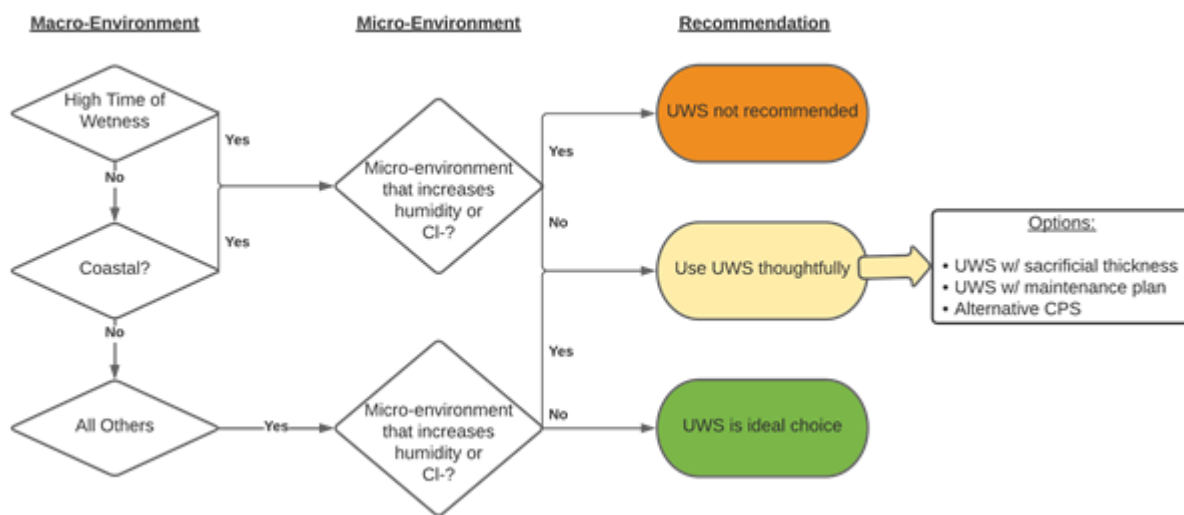 Macro-Environment
Micro-Environment
Recommendation
High Time of
Wetness
Yes
No
Coastal?
Yes
No
All Others
Yes
Micro-environment
that increases
humidity or
Cl-?
Yes
No
Micro-environment
that increases
humidity or
Cl-?
Yes
No
UWS not recommended
Use UWS thoughtfully
UWS is ideal choice
Options:
• UWS w/ sacrificial thickness
• UWS w/ maintenance plan
• Alternative CPS